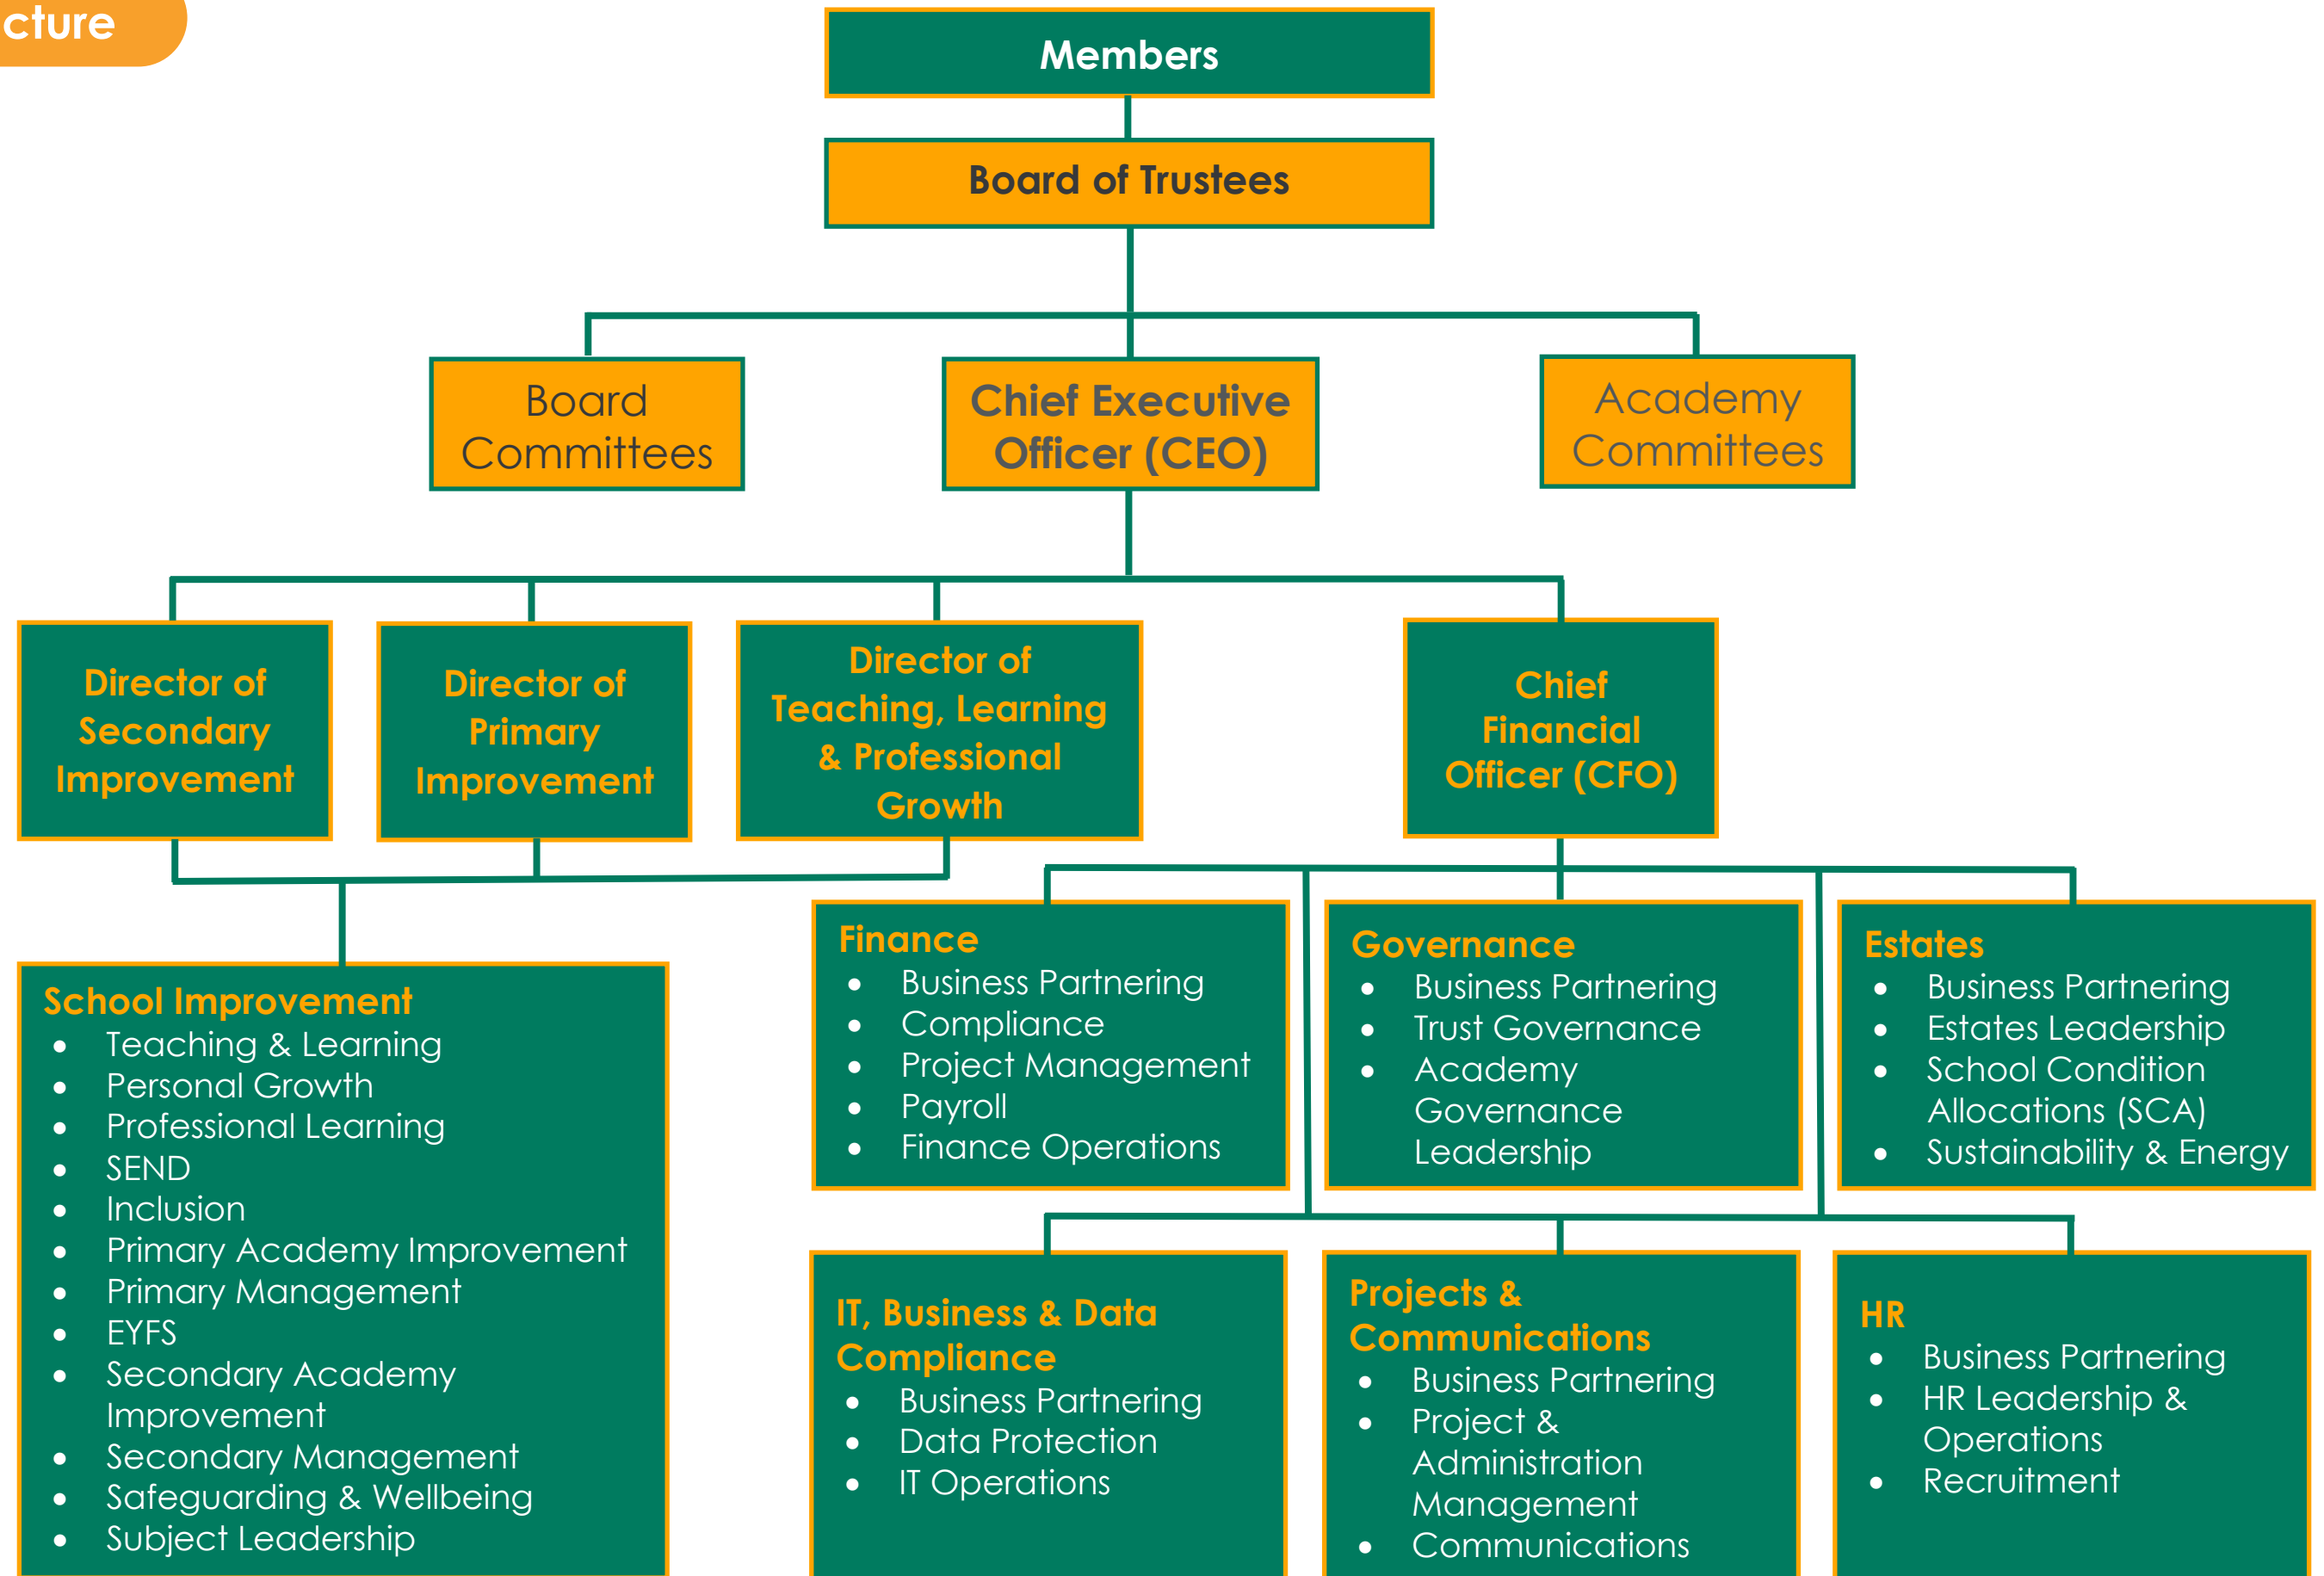 cture
Members
Board of Trustees
Board
Committees
Chief Executive
Officer (CEO)
Academy
Committees
Director of
Secondary
Improvement
Director of
Primary
Improvement
Director of
Teaching, Learning
& Professional
Growth
Chief
Financial
Officer (CFO)
School Improvement
• Teaching & Learning
• Personal Growth
• Professional Learning
• SEND
• Inclusion
• Primary Academy Improvement
• Primary Management
• EYFS
• Secondary Academy
Improvement
• Secondary Management
• Safeguarding & Wellbeing
• Subject Leadership
Finance
• Business Partnering
• Compliance
• Project Management
• Payroll
• Finance Operations
Governance
• Business Partnering
• Trust Governance
• Academy
Governance
Leadership
Estates
• Business Partnering
• Estates Leadership
• School Condition
Allocations (SCA)
• Sustainability & Energy
IT, Business & Data
Compliance
• Business Partnering
• Data Protection
• IT Operations
Projects &
Communications
• Business Partnering
• Project &
Administration
Management
• Communications
HR
• Business Partnering
• HR Leadership &
Operations
• Recruitment